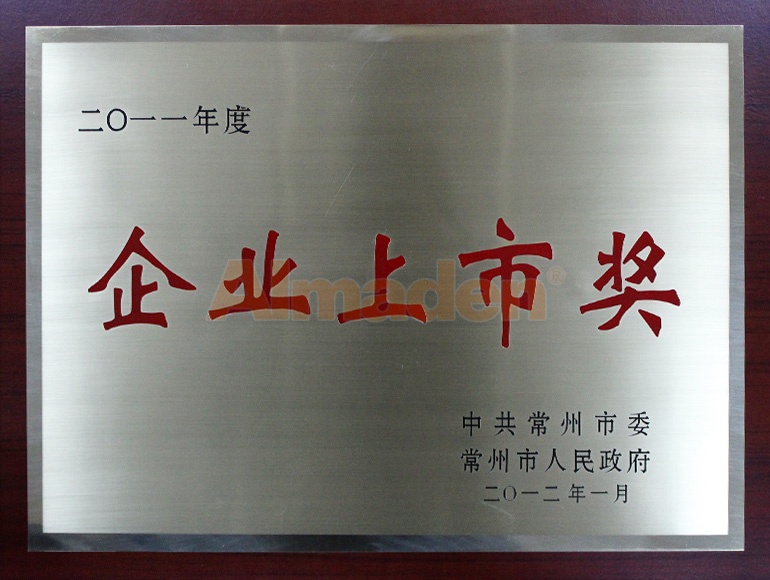 二〇一一年度
企业上市奖
Almaden®
中共常州市委
常州市人民政府
二〇一二年一月